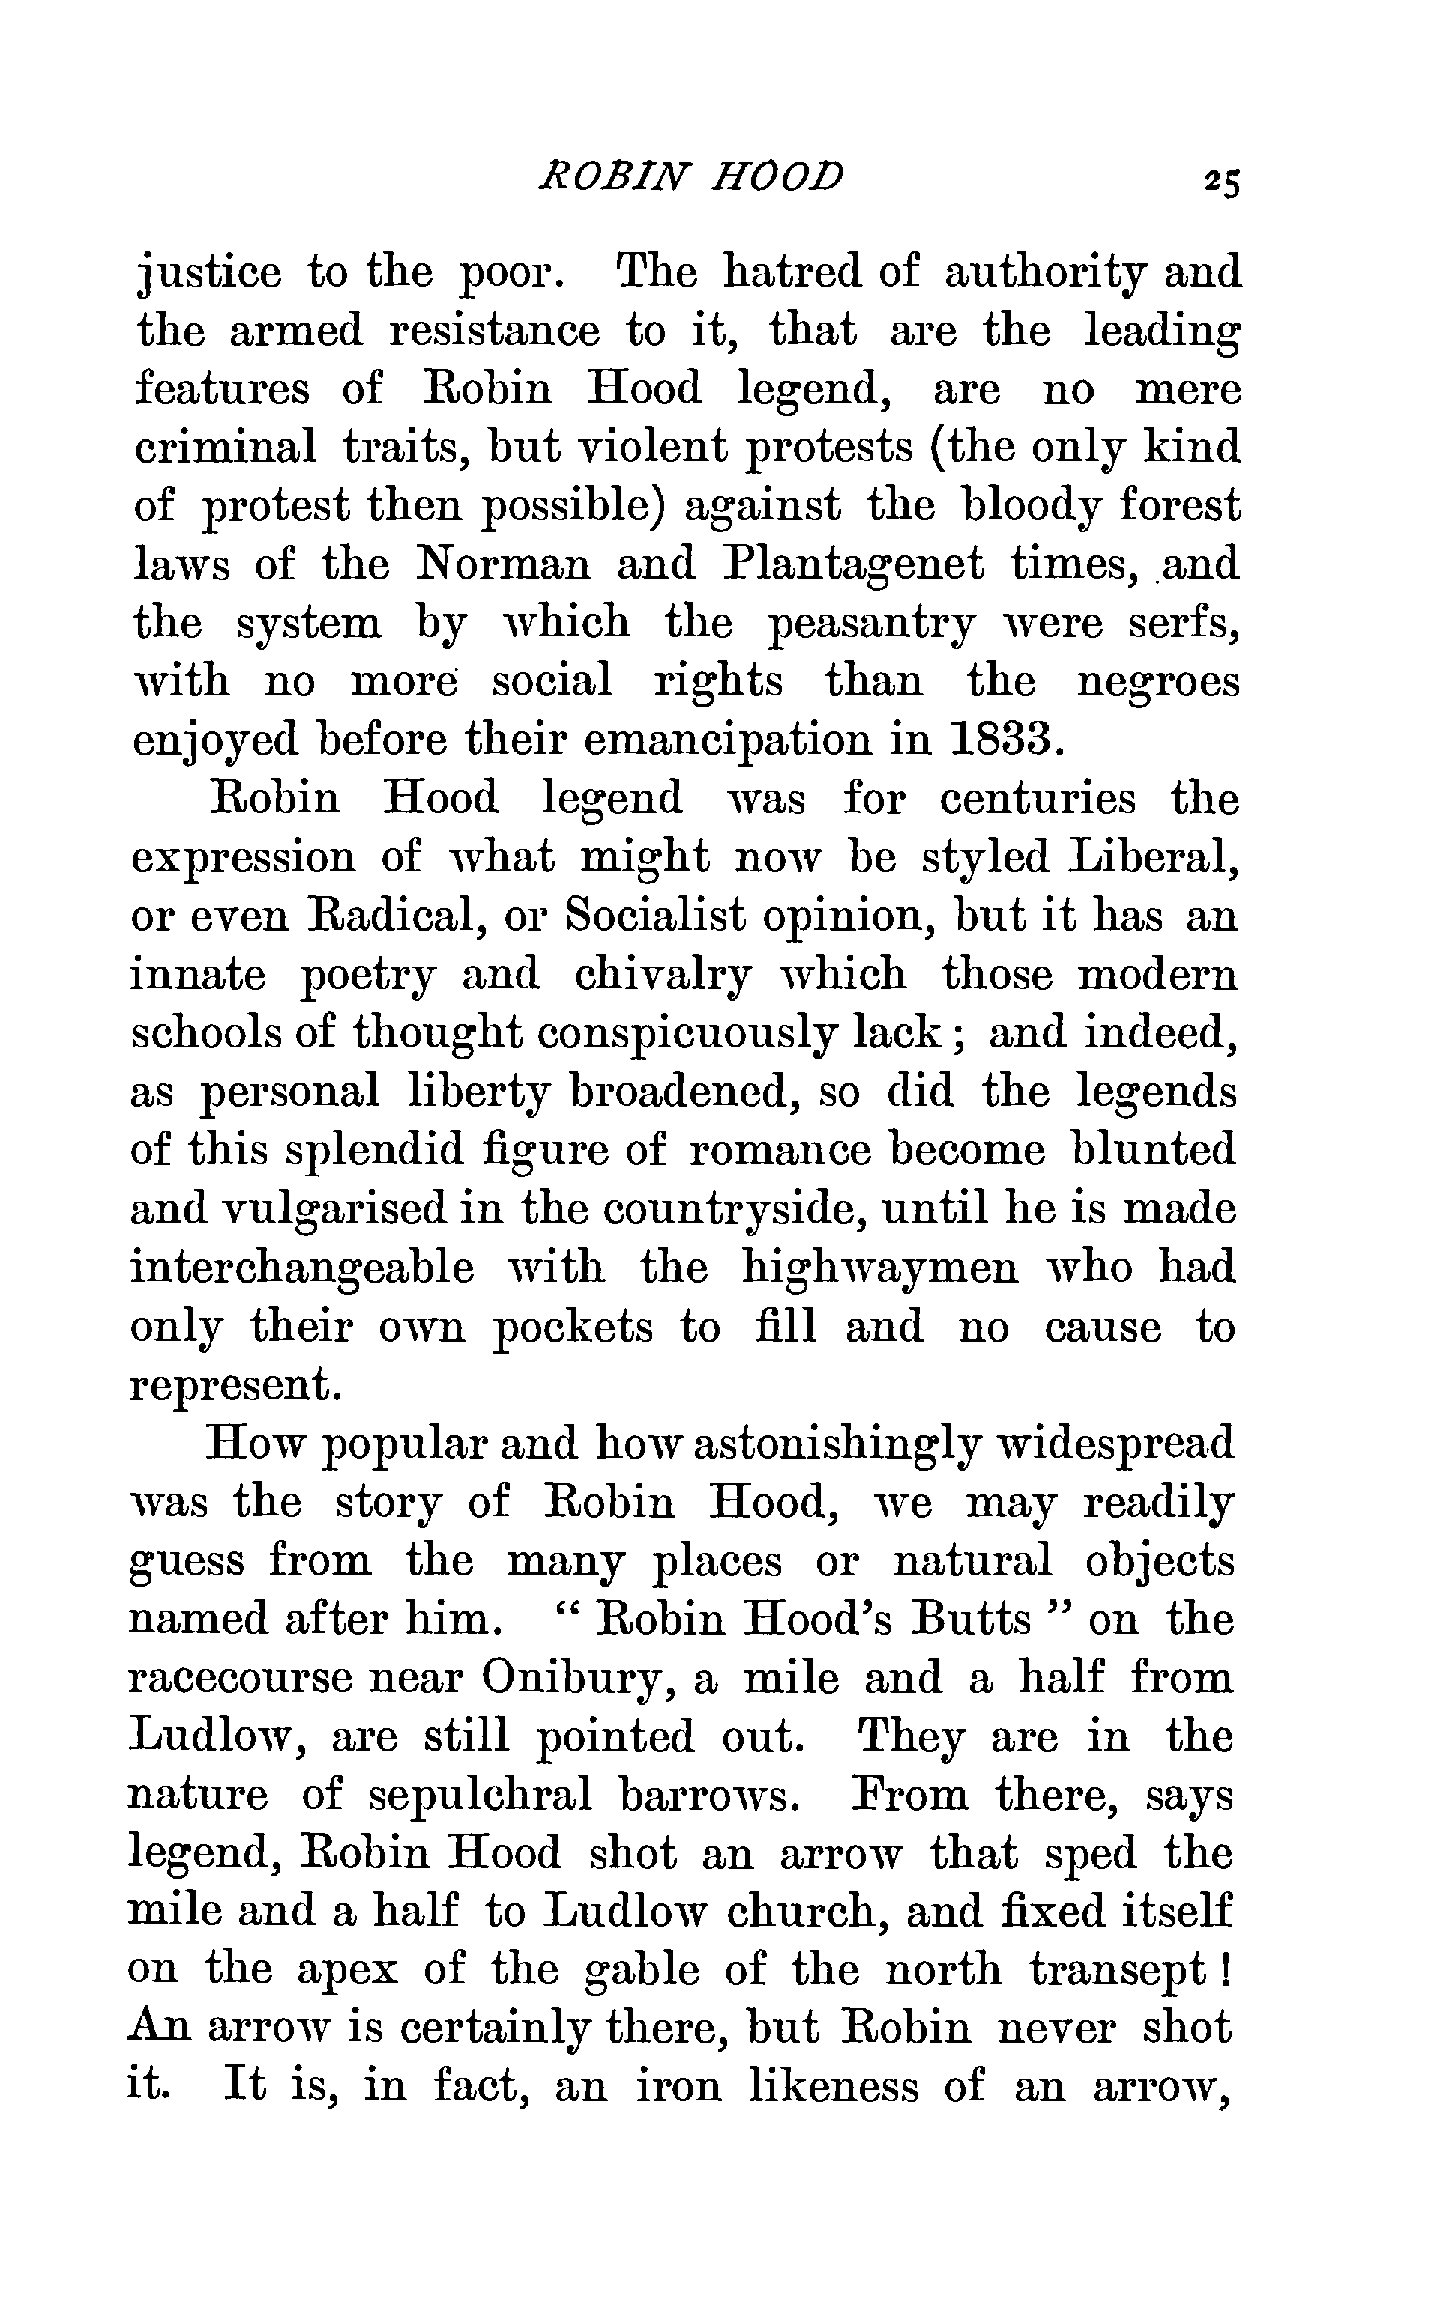 ROBIN HOOD 25
justice to the poor. The hatred of authority and
the armed resistance to it, that are the leading
features of Robin Hood legend, are no mere
criminal traits, but violent protests (the only kind
of protest then possible) against the bloody forest
laws of the Norman and Plantagenet times, and
the system by which the peasantry were serfs,
with no more social rights than the negroes
enjoyed before their emancipation in 1833.
Robin Hood legend was for centuries the
expression of what might now be styled Liberal,
or even Radical, or Socialist opinion, but it has an
innate poetry and chivalry which those modern
schools of thought conspicuously lack ; and indeed,
as personal liberty broadened, so did the legends
of this splendid figure of romance become blunted
and vulgarised in the countryside, until he is made
interchangeable with the highwaymen who had
only their own pockets to fill and no cause to
represent.
How popular and how astonishingly widespread
was the story of Robin Hood, we may readily
guess from the many places or natural objects
named after him. “ Robin Hood’s Butts ” on the
racecourse near Onibury, a mile and a half from
Ludlow, are still pointed out. They are in the
nature of sepulchral barrows. From there, says
legend, Robin Hood shot an arrow that sped the
mile and a half to Ludlow church, and fixed itself
on the apex of the gable of the north transept !
An arrow is certainly there, but Robin never shot
it. It is, in fact, an iron likeness of an arrow,